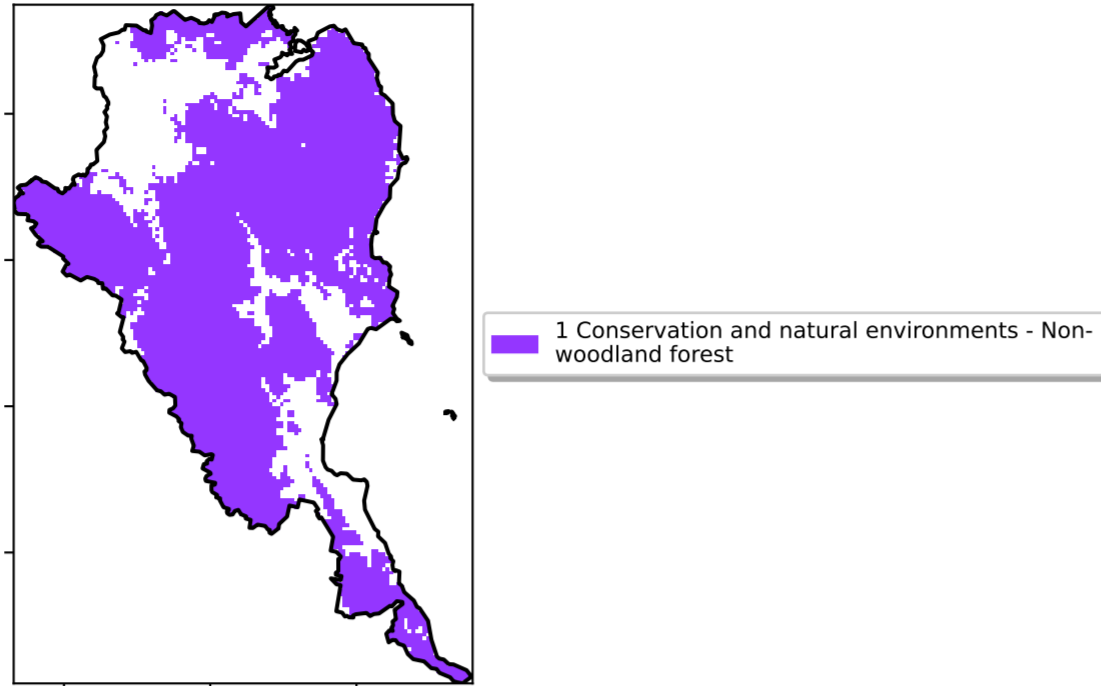 1 Conservation and natural environments - Non-
woodland forest